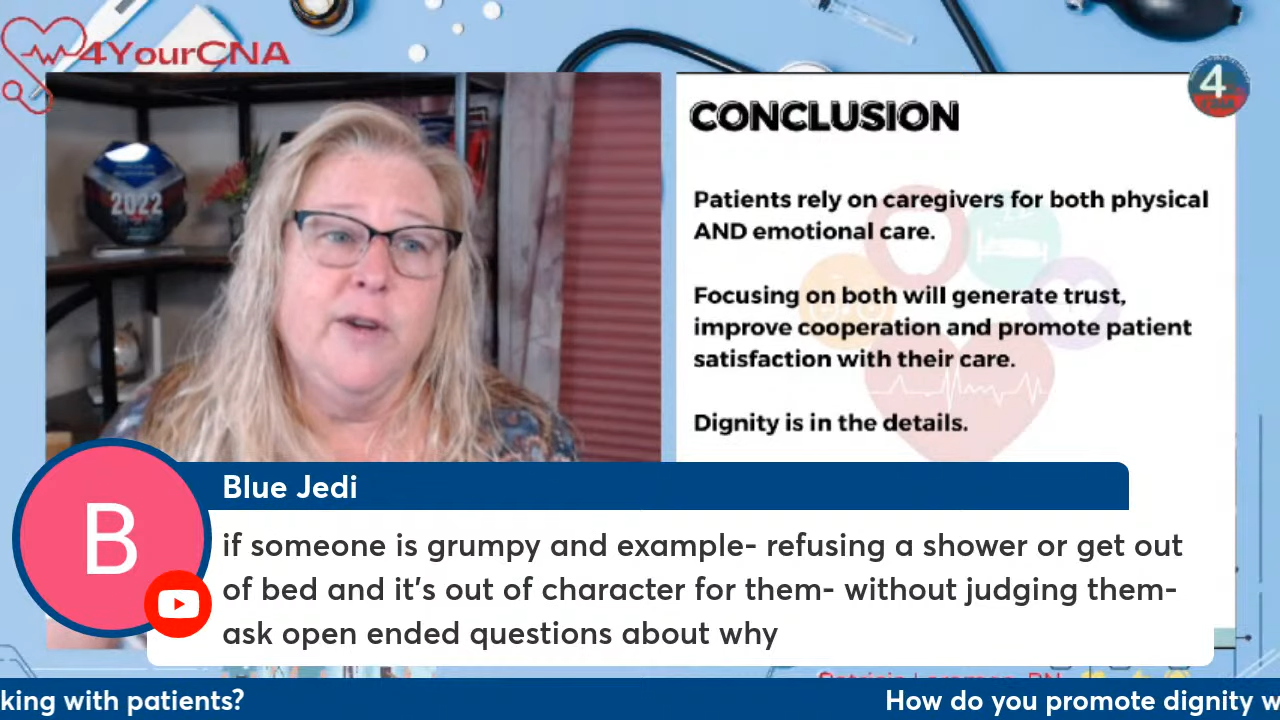 4YourCNA
2022
4
CONCLUSION
Patients rely on caregivers for both physical
AND emotional care.
Focusing on both will generate trust,
improve cooperation and promote patient
satisfaction with their care.
Dignity is in the details.
B
Blue Jedi
if someone is grumpy and example- refusing a shower or get out
of bed and it's out of character for them- without judging them-
ask open ended questions about why
king with patients?
How do you promote dignity w